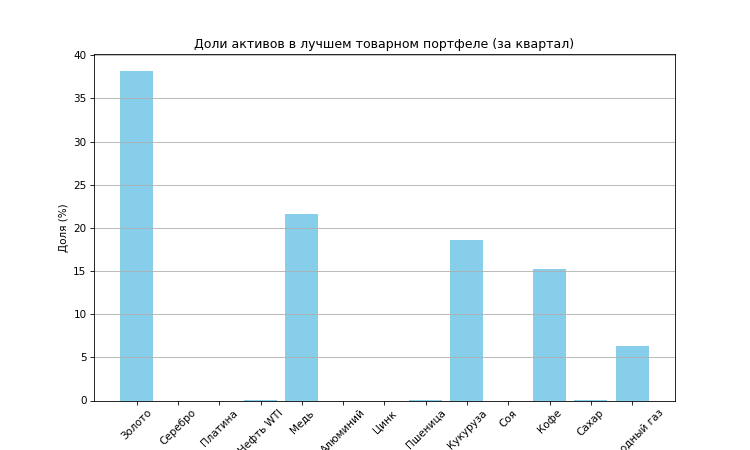 Доли активов в лучшем товарном портфеле (за квартал)
Доля (%)
40
35
30
25
20
15
10
5
0
Золото
Серебро
Платина
Нефть WTI
Медь
Алюминий
Цинк
Пшеница
Кукуруза
Соя
Кофе
Сахар
газ